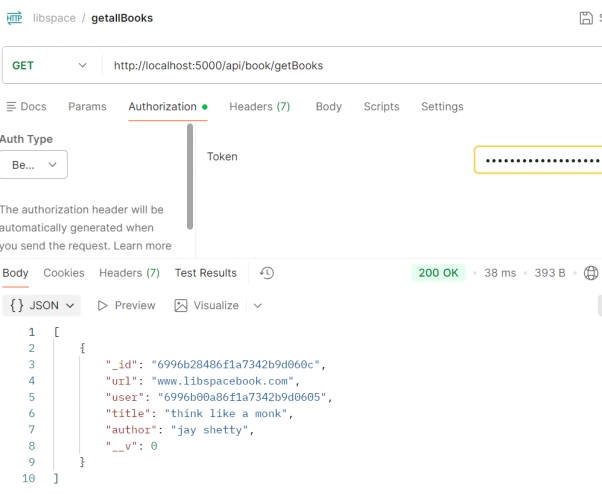 HTTP libspace / getallBooks
GET http://localhost:5000/api/book/getBooks
Docs Params Authorization Headers (7) Body Scripts Settings
Auth Type
Be... Token ••••••••••••••••••••
The authorization header will be
automatically generated when
you send the request. Learn more
Body Cookies Headers (7) Test Results 200 OK • 38 ms • 393 B •
{} JSON Preview Visualize
1 [
2 {
3 "_id": "6996b28486f1a7342b9d060c",
4 "url": "www.libspacebook.com",
5 "user": "6996b00a86f1a7342b9d0605",
6 "title": "think like a monk",
7 "author": "jay shetty",
8 "__v": 0
9 }
10 ]